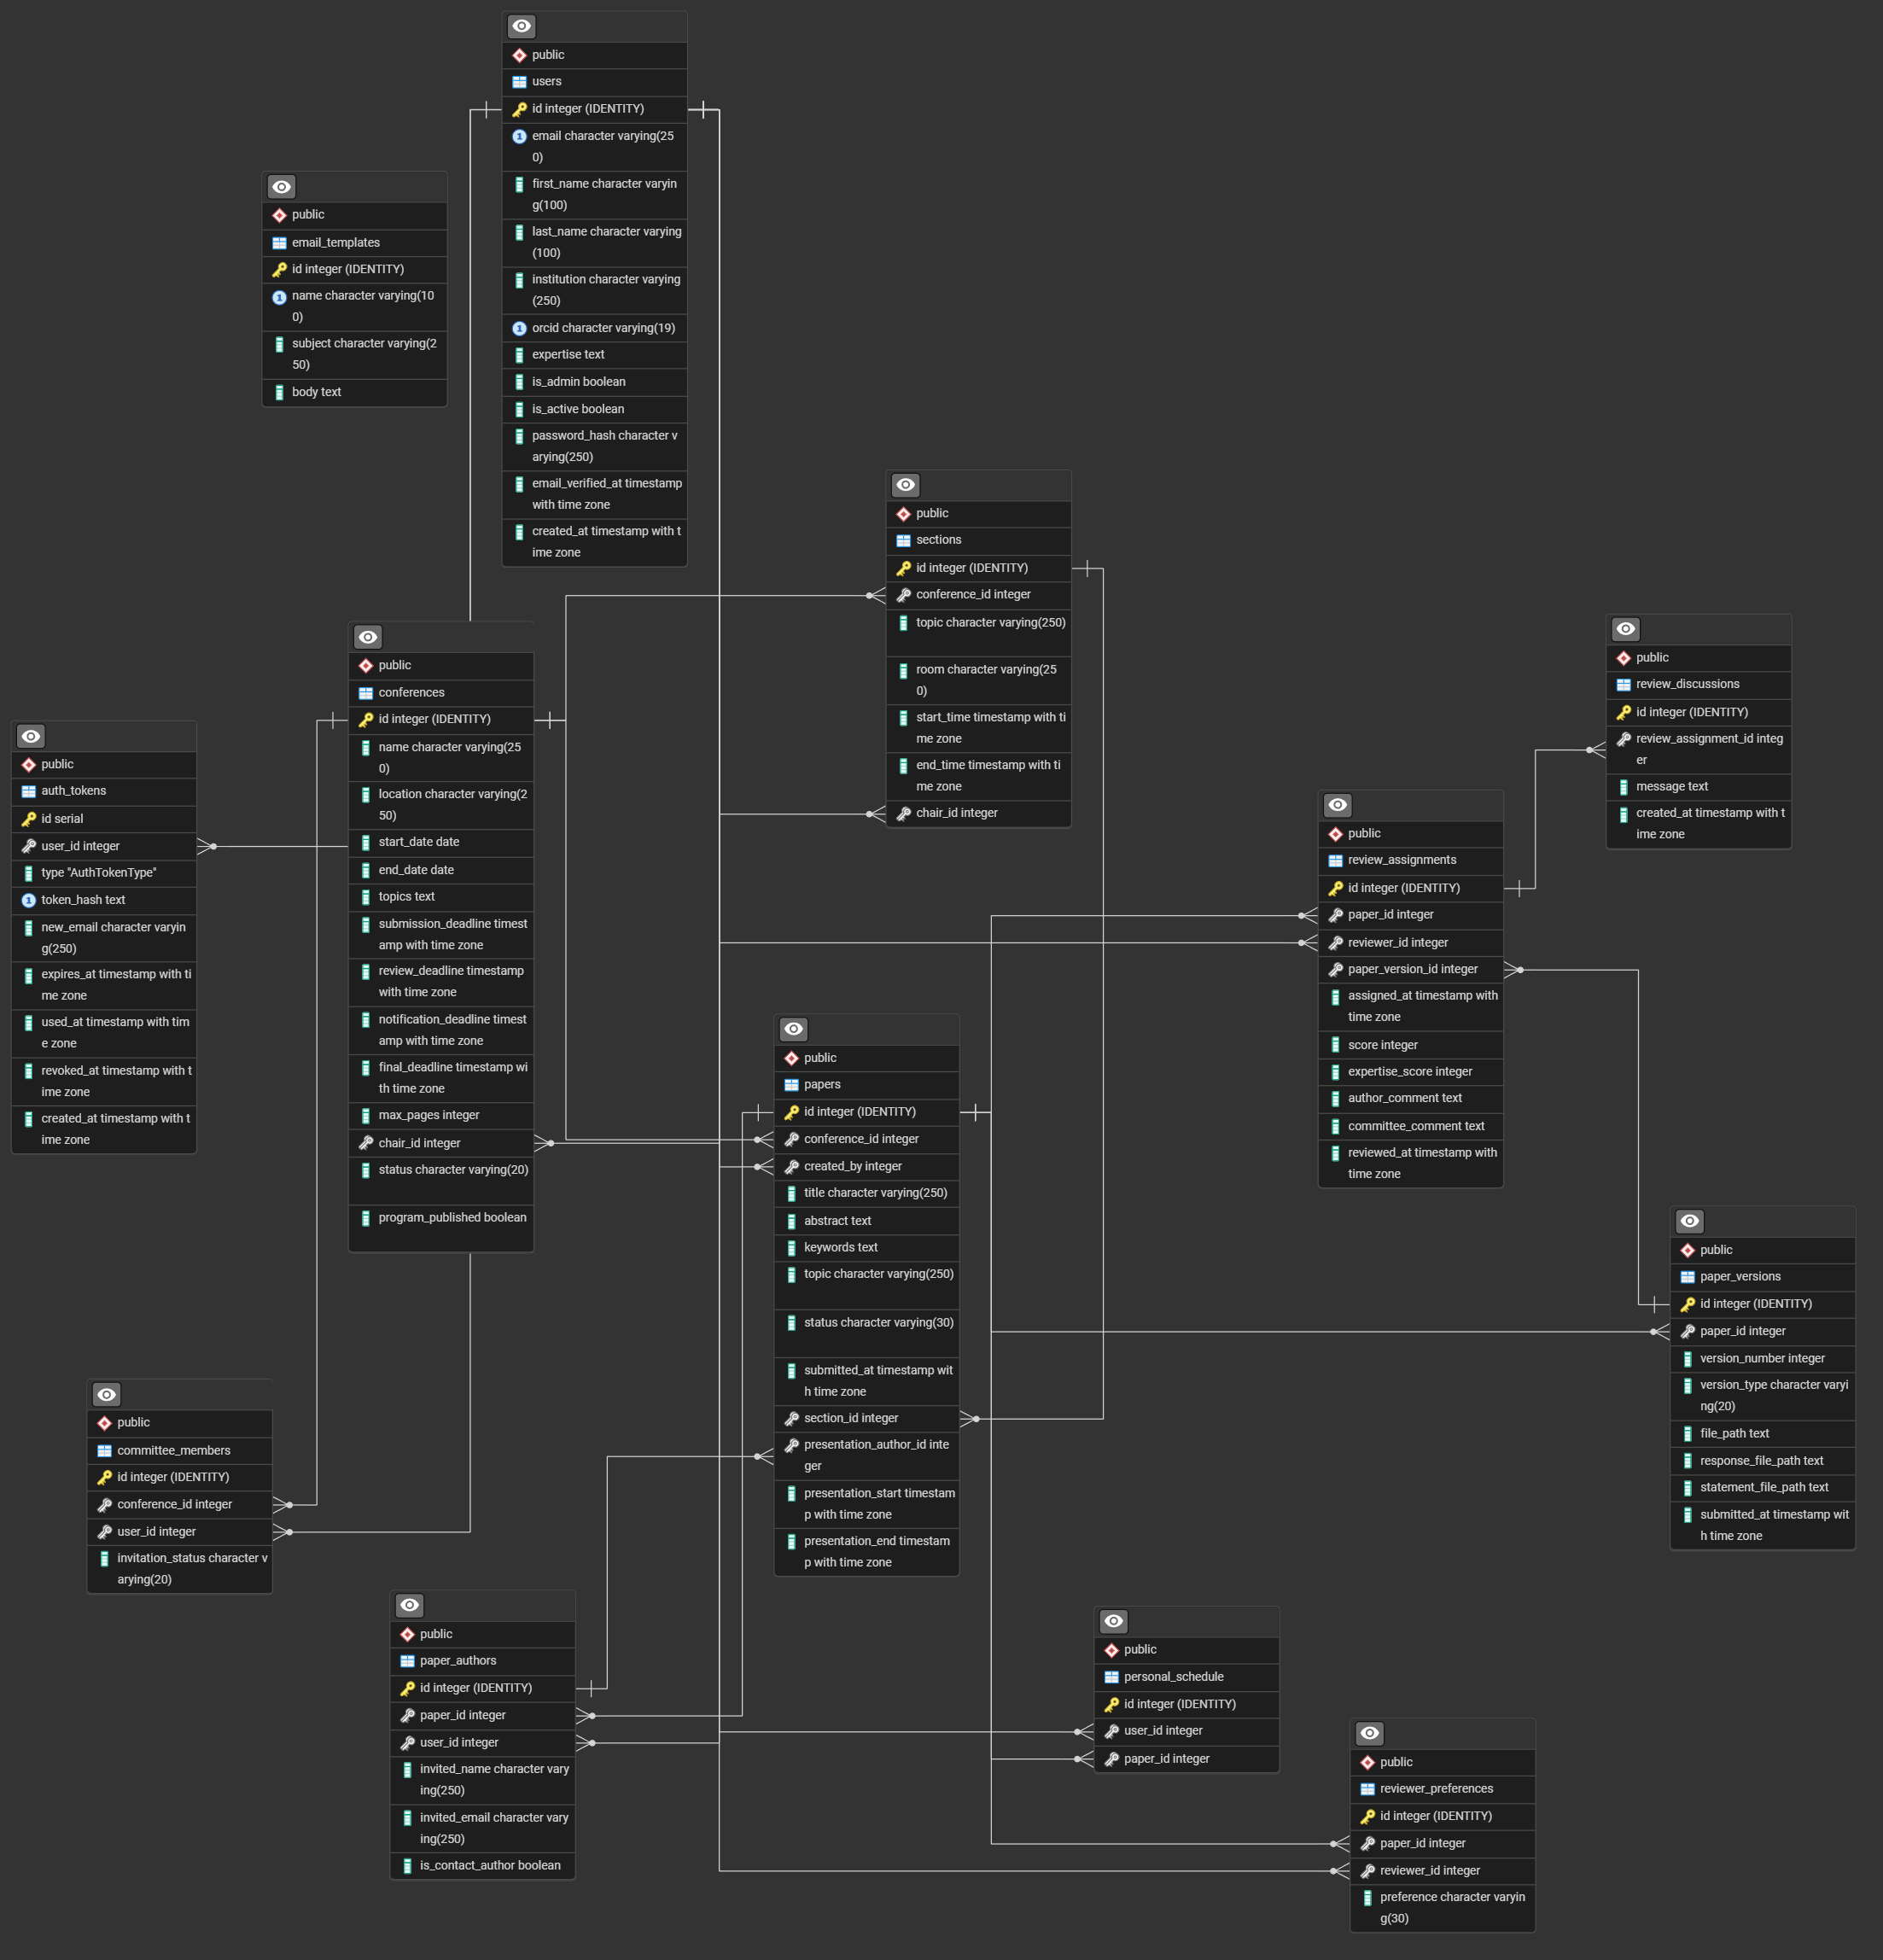 public
users
id integer (IDENTITY)
email character varying(25
0)
first_name character varyin
g(100)
last_name character varying
(100)
institution character varying
(250)
orcid character varying(19)
expertise text
is_admin boolean
is_active boolean
password_hash character v
arying(250)
email_verified_at timestamp
with time zone
created_at timestamp with t
ime zone
public
email_templates
id integer (IDENTITY)
name character varying(10
0)
subject character varying(2
50)
body text
public
sections
id integer (IDENTITY)
conference_id integer
topic character varying(250)
room character varying(25
0)
start_time timestamp with ti
me zone
end_time timestamp with ti
me zone
chair_id integer
public
conferences
id integer (IDENTITY)
name character varying(25
0)
location character varying(2
50)
start_date date
end_date date
topics text
submission_deadline timest
amp with time zone
review_deadline timestamp
with time zone
notification_deadline timest
amp with time zone
final_deadline timestamp wi
th time zone
max_pages integer
chair_id integer
status character varying(20)
program_published boolean
public
auth_tokens
id serial
user_id integer
type "AuthTokenType"
token_hash text
new_email character varyin
g(250)
expires_at timestamp with ti
me zone
used_at timestamp with tim
e zone
revoked_at timestamp with t
ime zone
created_at timestamp with t
ime zone
public
review_discussions
id integer (IDENTITY)
review_assignment_id integ
er
message text
created_at timestamp with t
ime zone
public
review_assignments
id integer (IDENTITY)
paper_id integer
reviewer_id integer
paper_version_id integer
assigned_at timestamp with
time zone
score integer
expertise_score integer
author_comment text
committee_comment text
reviewed_at timestamp with
time zone
public
papers
id integer (IDENTITY)
conference_id integer
created_by integer
title character varying(250)
abstract text
keywords text
topic character varying(250)
status character varying(30)
submitted_at timestamp wit
h time zone
section_id integer
presentation_author_id inte
ger
presentation_start timestam
p with time zone
presentation_end timestam
p with time zone
public
paper_versions
id integer (IDENTITY)
paper_id integer
version_number integer
version_type character varyi
ng(20)
file_path text
response_file_path text
statement_file_path text
submitted_at timestamp wit
h time zone
public
committee_members
id integer (IDENTITY)
conference_id integer
user_id integer
invitation_status character v
arying(20)
public
paper_authors
id integer (IDENTITY)
paper_id integer
user_id integer
invited_name character vary
ing(250)
invited_email character vary
ing(250)
is_contact_author boolean
public
personal_schedule
id integer (IDENTITY)
user_id integer
paper_id integer
public
reviewer_preferences
id integer (IDENTITY)
paper_id integer
reviewer_id integer
preference character varyin
g(30)